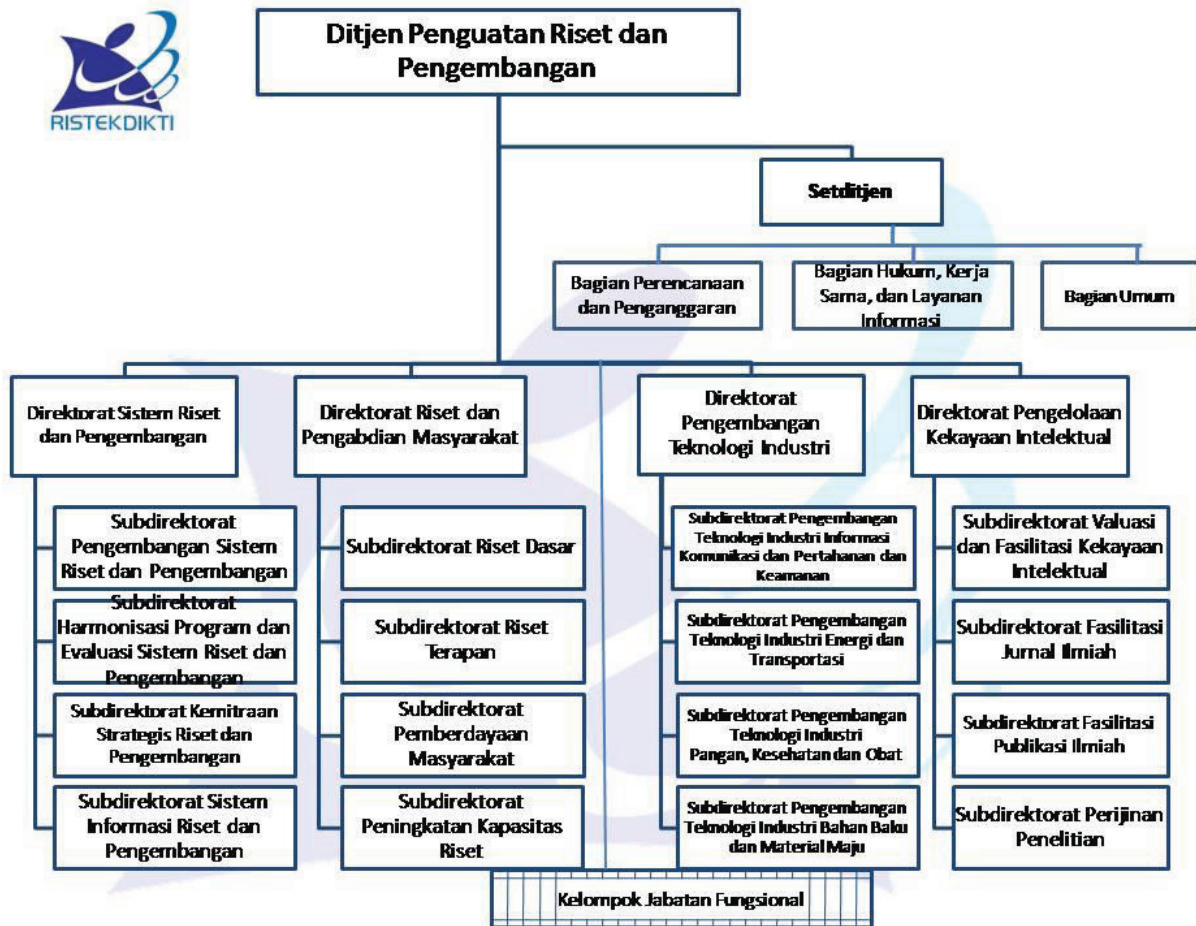 Ditjen Penguatan Riset dan
Pengembangan
RISTEKDIKTI
Setditjen
Bagian Perencanaan
dan Penganggaran
Bagian Hukum, Kerja
Sama, dan Layanan
Informasi
Bagian Umum
Direktorat Sistem Riset
dan Pengembangan
Direktorat Riset dan
Pengabdian Masyarakat
Direktorat
Pengembangan
Teknologi Industri
Direktorat Pengelolaan
Kekayaan Intelektual
Subdirektorat
Pengembangan Sistem
Riset dan Pengembangan
Subdirektorat
Harmonisasi Program dan
Evaluasi Sistem Riset dan
Pengembangan
Subdirektorat Kemitraan
Strategis Riset dan
Pengembangan
Subdirektorat Sistem
Informasi Riset dan
Pengembangan
Subdirektorat Riset Dasar
Subdirektorat Riset
Terapan
Subdirektorat
Pemberdayaan
Masyarakat
Subdirektorat
Peningkatan Kapasitas
Riset
Subdirektorat Pengembangan
Teknologi Industri Informasi
Komunikasi dan Pertahanan dan
Keamanan
Subdirektorat Pengembangan
Teknologi Industri Energi dan
Transportasi
Subdirektorat Pengembangan
Teknologi Industri
Pangan, Kesehatan dan Obat
Subdirektorat Pengembangan
Teknologi Industri Bahan Baku
dan Material Maju
Subdirektorat Valuasi
dan Fasilitasi Kekayaan
Intelektual
Subdirektorat Fasilitasi
Jurnal Ilmiah
Subdirektorat Fasilitasi
Publikasi Ilmiah
Subdirektorat Perijinan
Penelitian
Kelompok Jabatan Fungsional